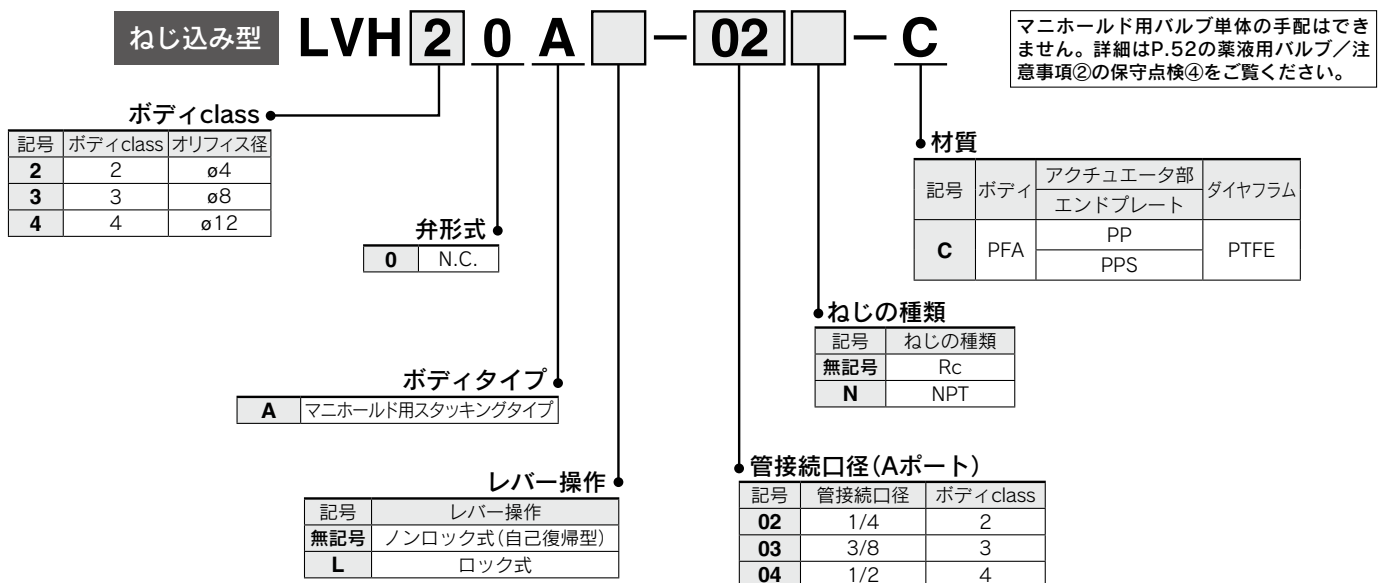 ねじ込み型 LVH 2 0 A □ － 02 □ － C
マニホールド用バルブ単体の手配はでき
ません。詳細はP.52の薬液用バルブ／注
意事項②の保守点検④をご覧ください。
ボディclass
記号 ボディclass オリフィス径
2 2 ø4
3 3 ø8
4 4 ø12
弁形式
0 N.C.
ボディタイプ
A マニホールド用スタッキングタイプ
レバー操作
記号 レバー操作
無記号 ノンロック式(自己復帰型)
L ロック式
材質
記号 ボディ アクチュエータ部 ダイヤフラム
エンドプレート
C PFA PP PTFE
PPS
ねじの種類
記号 ねじの種類
無記号 Rc
N NPT
管接続口径(Aポート)
記号 管接続口径 ボディclass
02 1/4 2
03 3/8 3
04 1/2 4